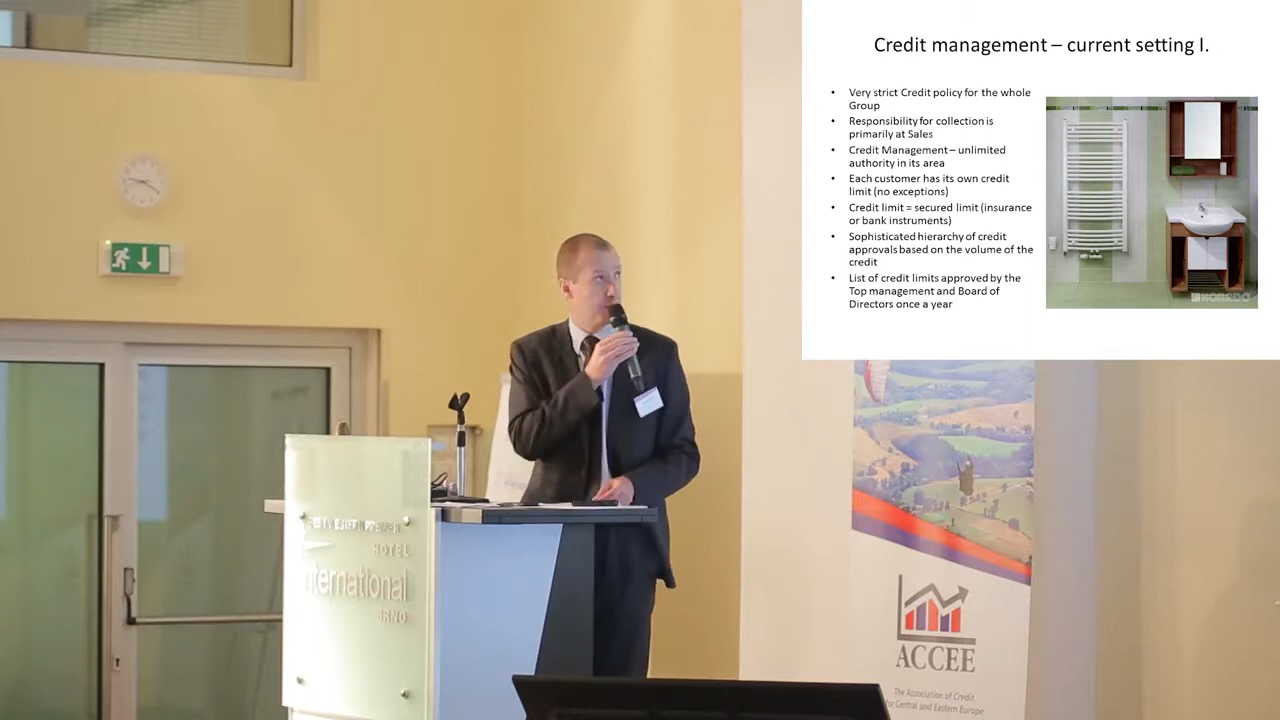 Credit management – current setting I.
• Very strict Credit policy for the whole
Group
• Responsibility for collection is
primarily at Sales
• Credit Management – unlimited
authority in its area
• Each customer has its own credit
limit (no exceptions)
• Credit limit = secured limit (insurance
or bank instruments)
• Sophisticated hierarchy of credit
approvals based on the volume of the
credit
• List of credit limits approved by the
Top management and Board of
Directors once a year
KORADO
BEST WESTERN PREMIER
HOTEL
International
BRNO
ACCEE
The Association of Credit
for Central and Eastern Europe